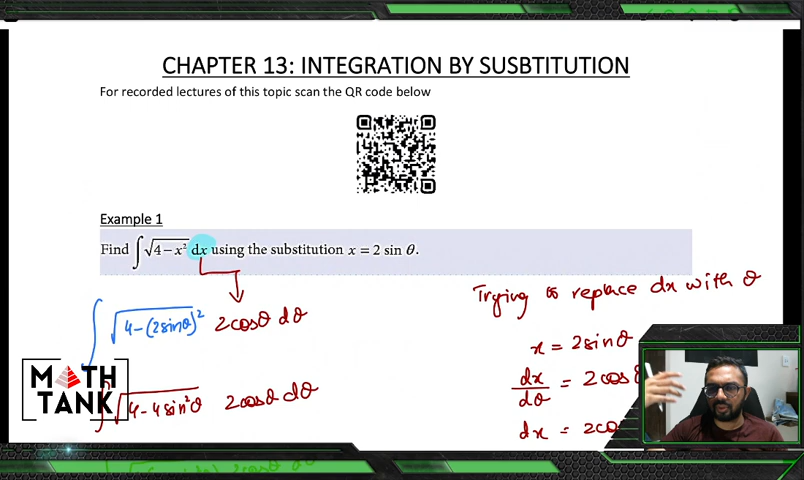 CHAPTER 13: INTEGRATION BY SUSBTITUTION
For recorded lectures of this topic scan the QR code below
Example 1
Find ∫ √(4 − x²) dx using the substitution x = 2 sin θ.
Trying to replace dx with θ
∫ √(4 − (2sinθ)²) 2cosθ dθ
x = 2sinθ
dx/dθ = 2cosθ
∫ √(4 − 4sin²θ) 2cosθ dθ
dx = 2co
MATH
TANK